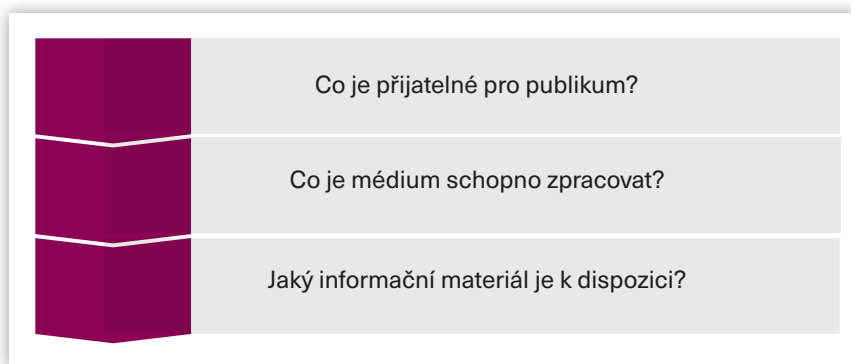 Co je přijatelné pro publikum?
Co je médium schopno zpracovat?
Jaký informační materiál je k dispozici?